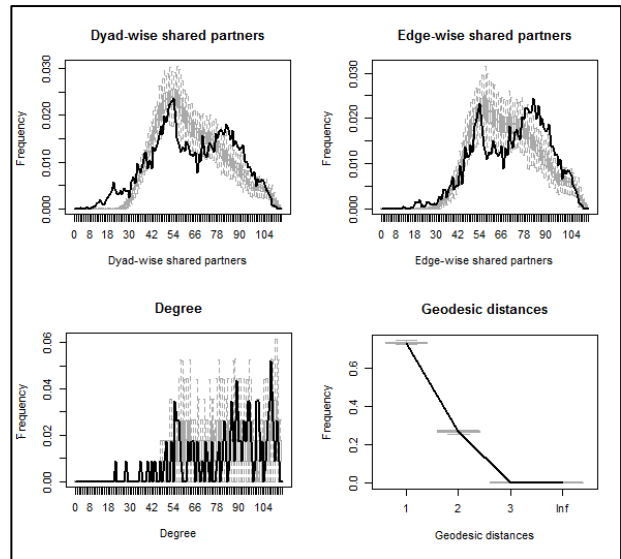 Dyad-wise shared partners
Frequency
0.000 0.010 0.020 0.030
0 8 18 30 42 54 66 78 90 104
Dyad-wise shared partners
Edge-wise shared partners
Frequency
0.000 0.010 0.020 0.030
0 8 18 30 42 54 66 78 90 104
Edge-wise shared partners
Degree
Frequency
0.00 0.02 0.04 0.06
0 8 18 30 42 54 66 78 90 104
Degree
Geodesic distances
Frequency
0.0 0.2 0.4 0.6
1 2 3 Inf
Geodesic distances